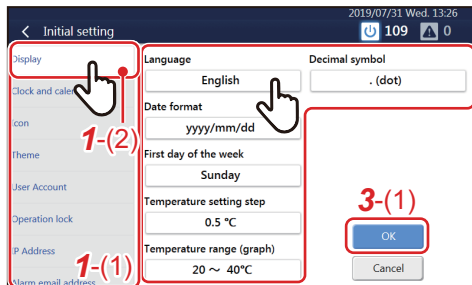 2019/07/31 Wed. 13:26
Initial setting
109
0
Display
Clock and cale
Icon
Theme
User Account
Operation lock
IP Address
Alarm email address
1-(2)
1-(1)
Language
English
Date format
yyyy/mm/dd
First day of the week
Sunday
Temperature setting step
0.5 ℃
Temperature range (graph)
20 ～ 40℃
Decimal symbol
. (dot)
3-(1)
OK
Cancel